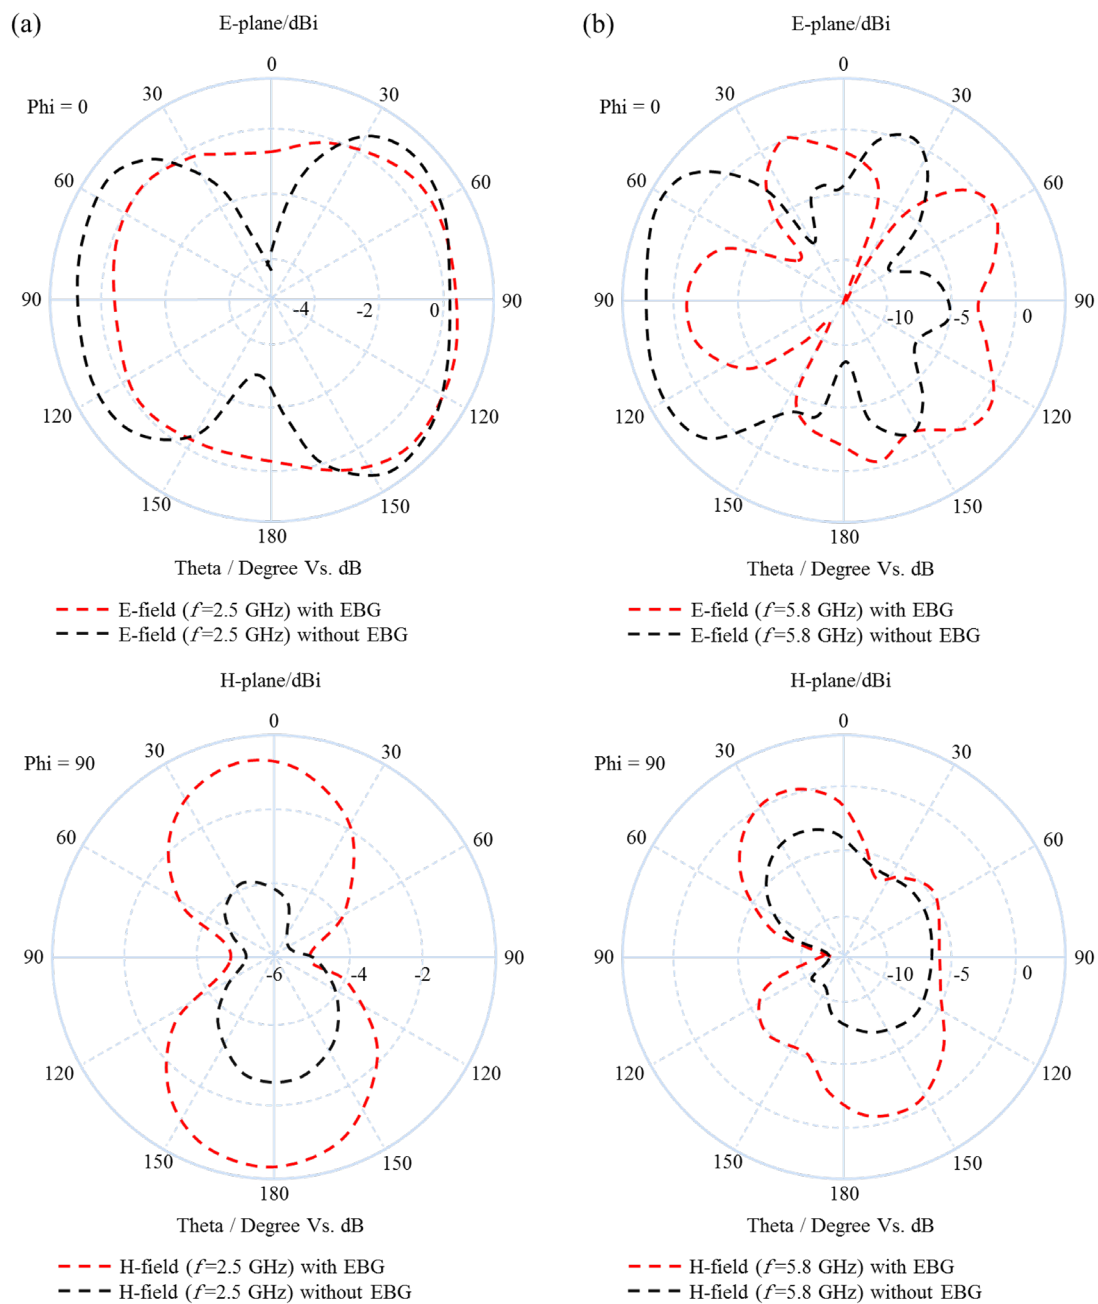 (a)
E-plane/dBi
Phi = 0
0
30
30
60
60
90
90
-4
-2
0
120
120
150
150
180
Theta / Degree Vs. dB
E-field (f=2.5 GHz) with EBG
E-field (f=2.5 GHz) without EBG
(b)
E-plane/dBi
Phi = 0
0
30
30
60
60
90
90
-10
-5
0
120
120
150
150
180
Theta / Degree Vs. dB
E-field (f=5.8 GHz) with EBG
E-field (f=5.8 GHz) without EBG
H-plane/dBi
Phi = 90
0
30
30
60
60
90
90
-6
-4
-2
120
120
150
150
180
Theta / Degree Vs. dB
H-field (f=2.5 GHz) with EBG
H-field (f=2.5 GHz) without EBG
H-plane/dBi
Phi = 90
0
30
30
60
60
90
90
-10
-5
0
120
120
150
150
180
Theta / Degree Vs. dB
H-field (f=5.8 GHz) with EBG
H-field (f=5.8 GHz) without EBG